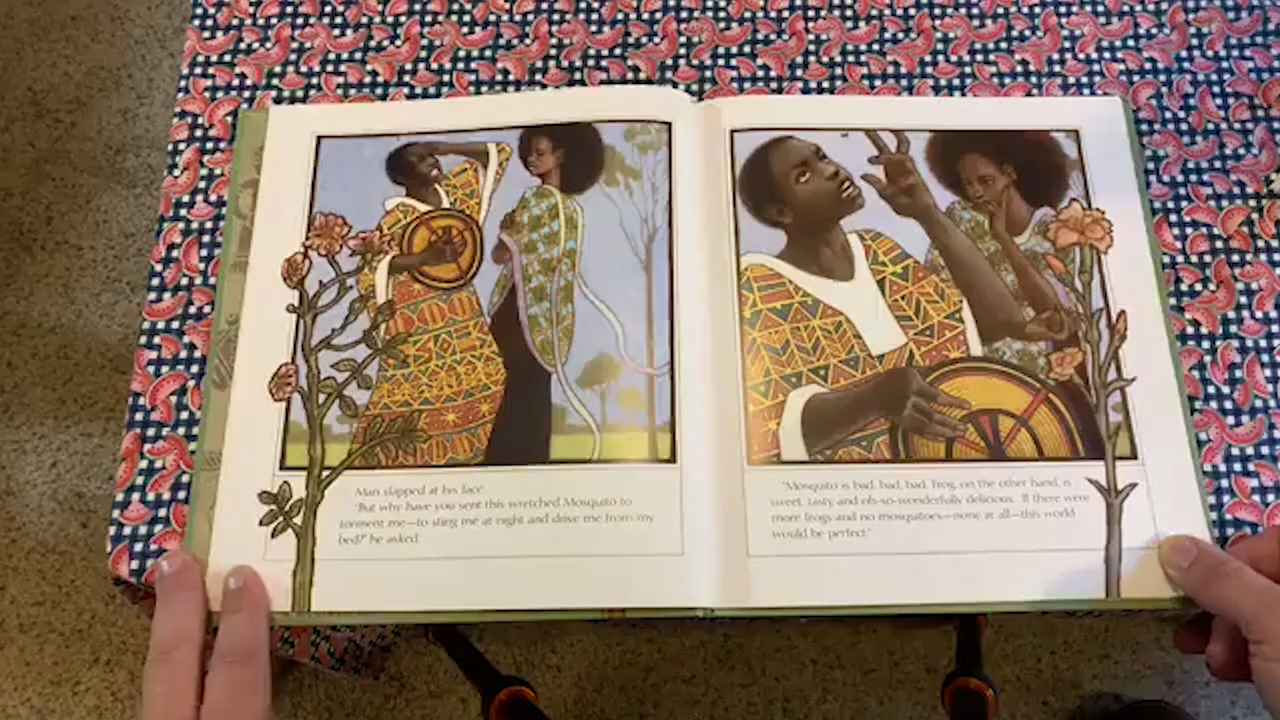 Man slapped at his face.
"But why have you sent this wretched Mosquito to
torment me—to sting me at night and drive me from my
bed?" he asked.
"Mosquito is bad, bad, bad. Frog, on the other hand, is
sweet, tasty, and oh-so-wonderfully delicious. If there were
more frogs and no mosquitoes—none at all—this world
would be perfect."